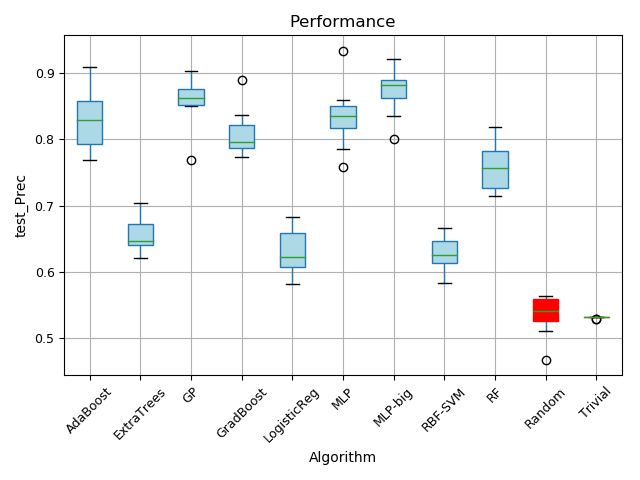 Performance
test_Prec
0.9
0.8
0.7
0.6
0.5
AdaBoost
ExtraTrees
GP
GradBoost
LogisticReg
MLP
MLP-big
RBF-SVM
RF
Random
Trivial
Algorithm